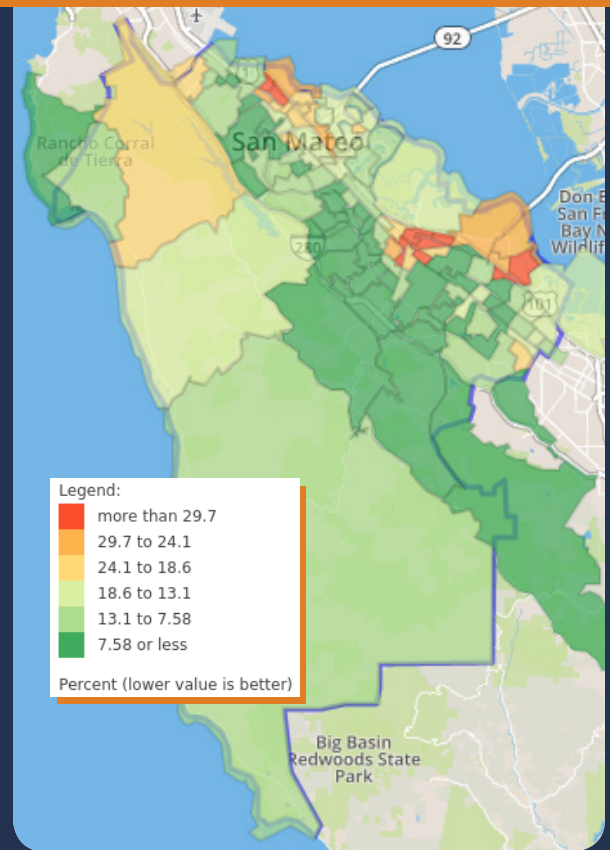 92
Rancho Corral
de Tierra
San Mateo
280
101
Don E
San F
Bay N
Wildlif
Legend:
more than 29.7
29.7 to 24.1
24.1 to 18.6
18.6 to 13.1
13.1 to 7.58
7.58 or less
Percent (lower value is better)
Big Basin
Redwoods State
Park